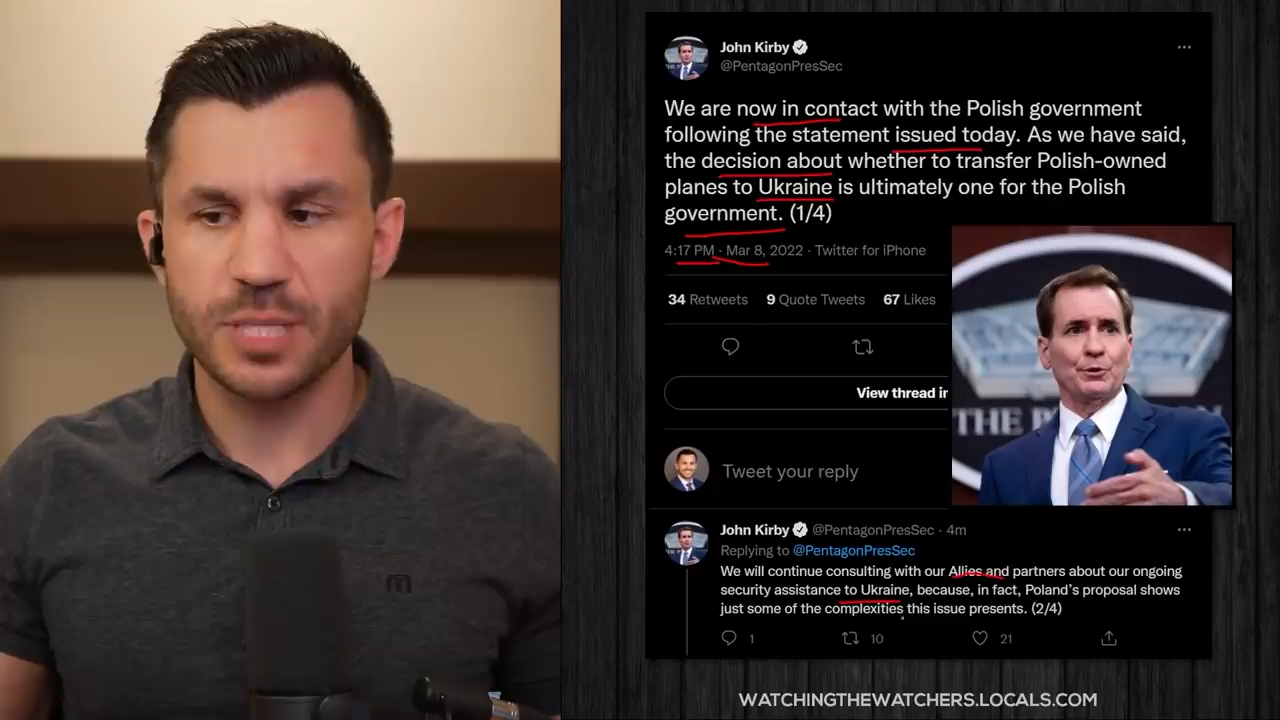 John Kirby
@PentagonPresSec
We are now in contact with the Polish government
following the statement issued today. As we have said,
the decision about whether to transfer Polish-owned
planes to Ukraine is ultimately one for the Polish
government. (1/4)
4:17 PM · Mar 8, 2022 · Twitter for iPhone
34 Retweets 9 Quote Tweets 67 Likes
View thread in
THE P
Tweet your reply
John Kirby @PentagonPresSec · 4m
Replying to @PentagonPresSec
We will continue consulting with our Allies and partners about our ongoing
security assistance to Ukraine, because, in fact, Poland's proposal shows
just some of the complexities this issue presents. (2/4)
1 10 21
WATCHINGTHEWATCHERS.LOCALS.COM